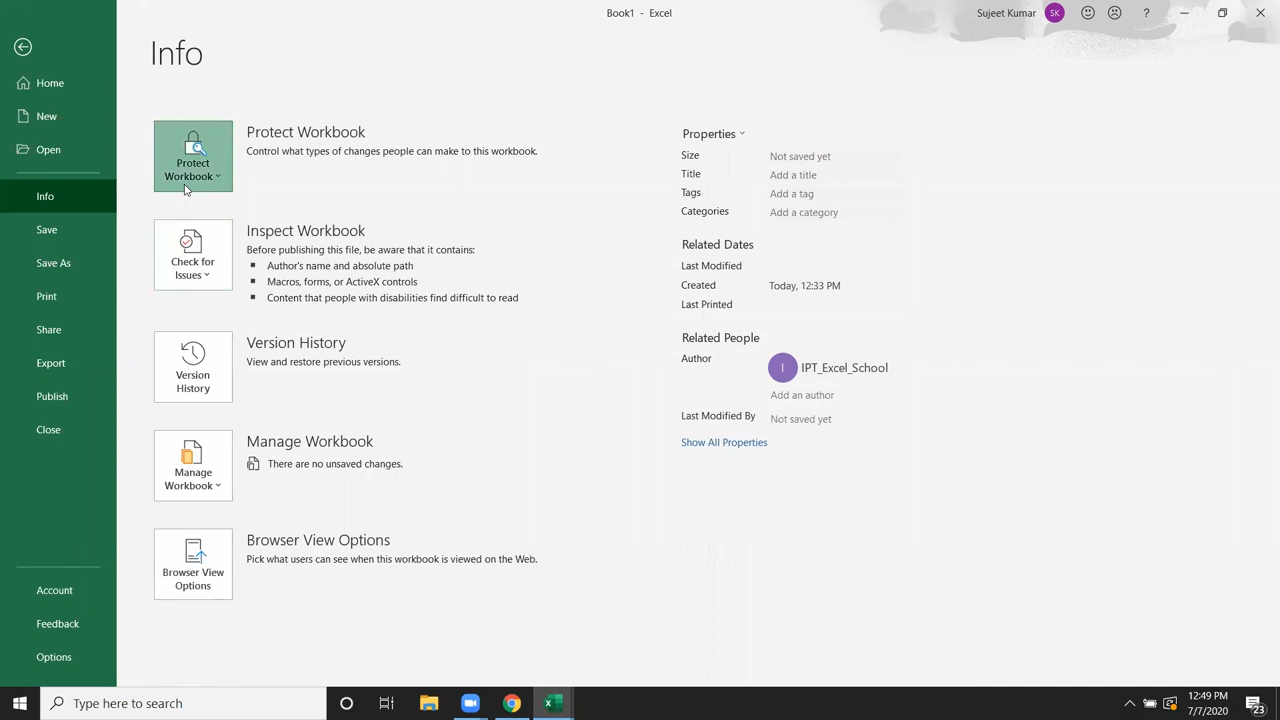 Book1 - Excel
Sujeet Kumar
SK
?
Info
Home
New
Open
Info
Save
Save As
Print
Share
Export
Publish
Close
Account
Feedback
Options
Protect
Workbook
Protect Workbook
Control what types of changes people can make to this workbook.
Check for
Issues
Inspect Workbook
Before publishing this file, be aware that it contains:
Author's name and absolute path
Macros, forms, or ActiveX controls
Content that people with disabilities find difficult to read
Version
History
Version History
View and restore previous versions.
Manage
Workbook
Manage Workbook
There are no unsaved changes.
Browser View
Options
Browser View Options
Pick what users can see when this workbook is viewed on the Web.
Properties
Size Not saved yet
Title Add a title
Tags Add a tag
Categories Add a category
Related Dates
Last Modified
Created Today, 12:33 PM
Last Printed
Related People
Author I IPT_Excel_School
Add an author
Last Modified By Not saved yet
Show All Properties
Type here to search
12:49 PM
7/7/2020
23